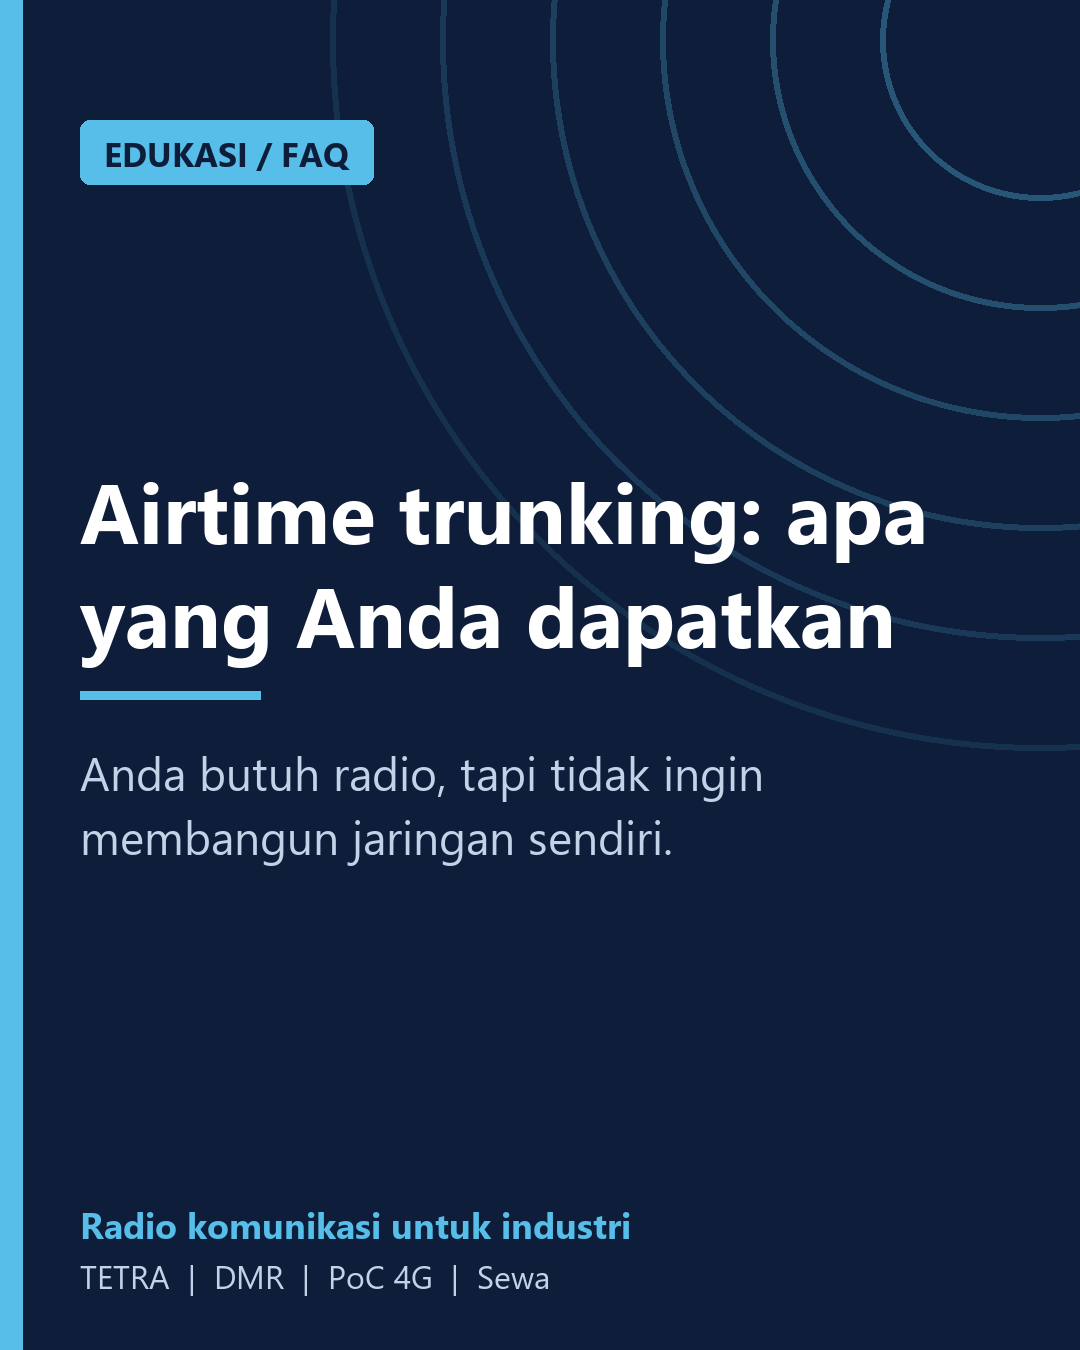 EDUKASI / FAQ
Airtime trunking: apa
yang Anda dapatkan
Anda butuh radio, tapi tidak ingin
membangun jaringan sendiri.
Radio komunikasi untuk industri
TETRA | DMR | PoC 4G | Sewa